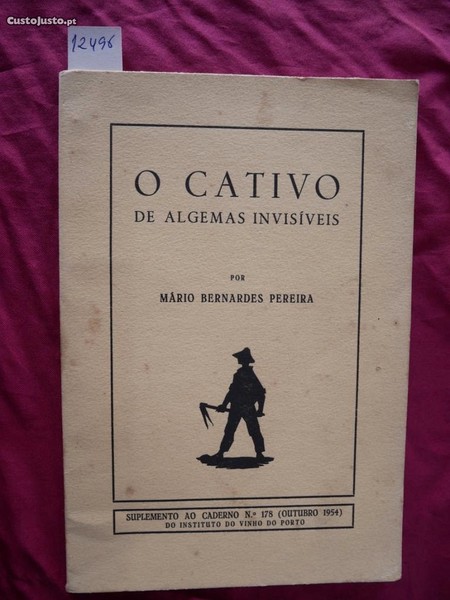 CustoJusto.pt
12496
O CATIVO
DE ALGEMAS INVISÍVEIS
POR
MÁRIO BERNARDES PEREIRA
SUPLEMENTO AO CADERNO N.º 178 (OUTUBRO 1954)
DO INSTITUTO DO VINHO DO PORTO